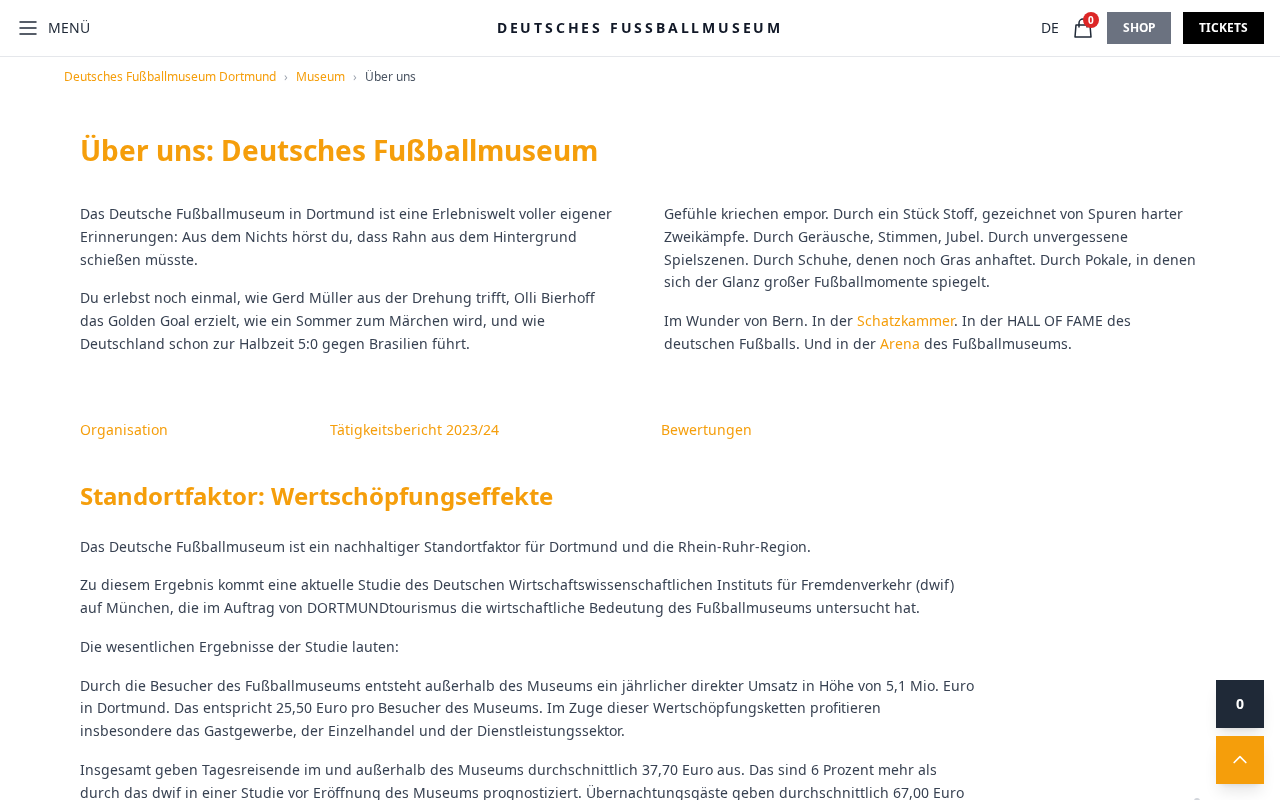 MENÜ
DEUTSCHES FUSSBALLMUSEUM
DE
0
SHOP
TICKETS
Deutsches Fußballmuseum Dortmund › Museum › Über uns
Über uns: Deutsches Fußballmuseum
Das Deutsche Fußballmuseum in Dortmund ist eine Erlebniswelt voller eigener
Erinnerungen: Aus dem Nichts hörst du, dass Rahn aus dem Hintergrund
schießen müsste.
Du erlebst noch einmal, wie Gerd Müller aus der Drehung trifft, Olli Bierhoff
das Golden Goal erzielt, wie ein Sommer zum Märchen wird, und wie
Deutschland schon zur Halbzeit 5:0 gegen Brasilien führt.
Gefühle kriechen empor. Durch ein Stück Stoff, gezeichnet von Spuren harter
Zweikämpfe. Durch Geräusche, Stimmen, Jubel. Durch unvergessene
Spielszenen. Durch Schuhe, denen noch Gras anhaftet. Durch Pokale, in denen
sich der Glanz großer Fußballmomente spiegelt.
Im Wunder von Bern. In der Schatzkammer. In der HALL OF FAME des
deutschen Fußballs. Und in der Arena des Fußballmuseums.
Organisation
Tätigkeitsbericht 2023/24
Bewertungen
Standortfaktor: Wertschöpfungseffekte
Das Deutsche Fußballmuseum ist ein nachhaltiger Standortfaktor für Dortmund und die Rhein-Ruhr-Region.
Zu diesem Ergebnis kommt eine aktuelle Studie des Deutschen Wirtschaftswissenschaftlichen Instituts für Fremdenverkehr (dwif)
auf München, die im Auftrag von DORTMUNDtourismus die wirtschaftliche Bedeutung des Fußballmuseums untersucht hat.
Die wesentlichen Ergebnisse der Studie lauten:
Durch die Besucher des Fußballmuseums entsteht außerhalb des Museums ein jährlicher direkter Umsatz in Höhe von 5,1 Mio. Euro
in Dortmund. Das entspricht 25,50 Euro pro Besucher des Museums. Im Zuge dieser Wertschöpfungsketten profitieren
insbesondere das Gastgewerbe, der Einzelhandel und der Dienstleistungssektor.
Insgesamt geben Tagesreisende im und außerhalb des Museums durchschnittlich 37,70 Euro aus. Das sind 6 Prozent mehr als
durch das dwif in einer Studie vor Eröffnung des Museums prognostiziert. Übernachtungsgäste geben durchschnittlich 67,00 Euro
0